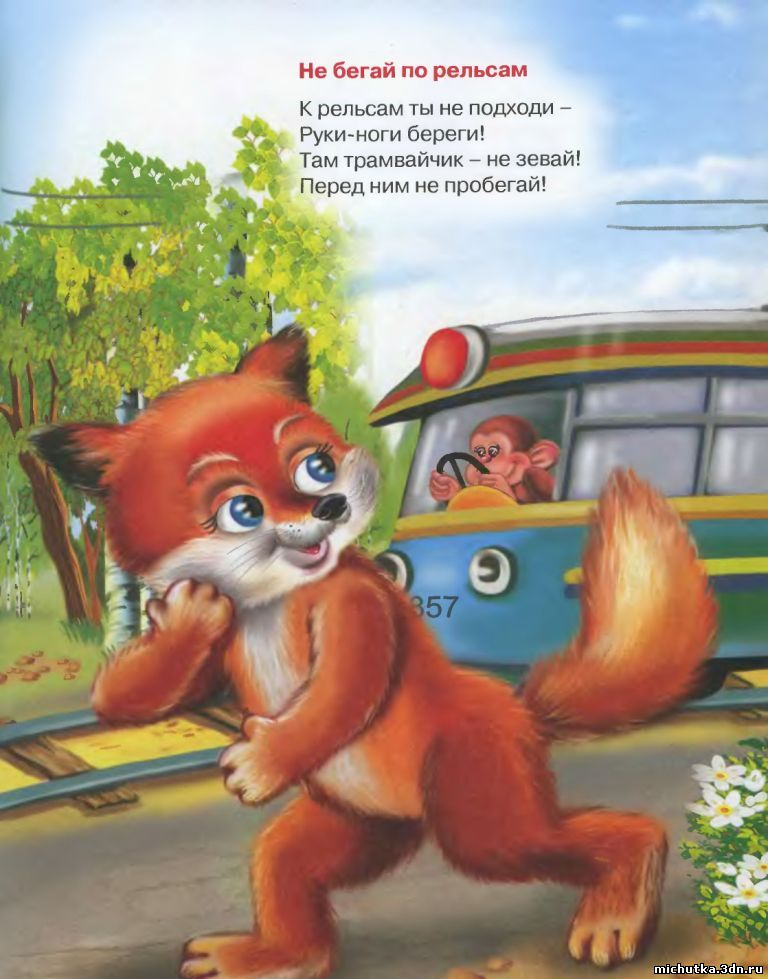 Не бегай по рельсам
К рельсам ты не подходи –
Руки-ноги береги!
Там трамвайчик – не зевай!
Перед ним не пробегай!
357
michutka.3dn.ru